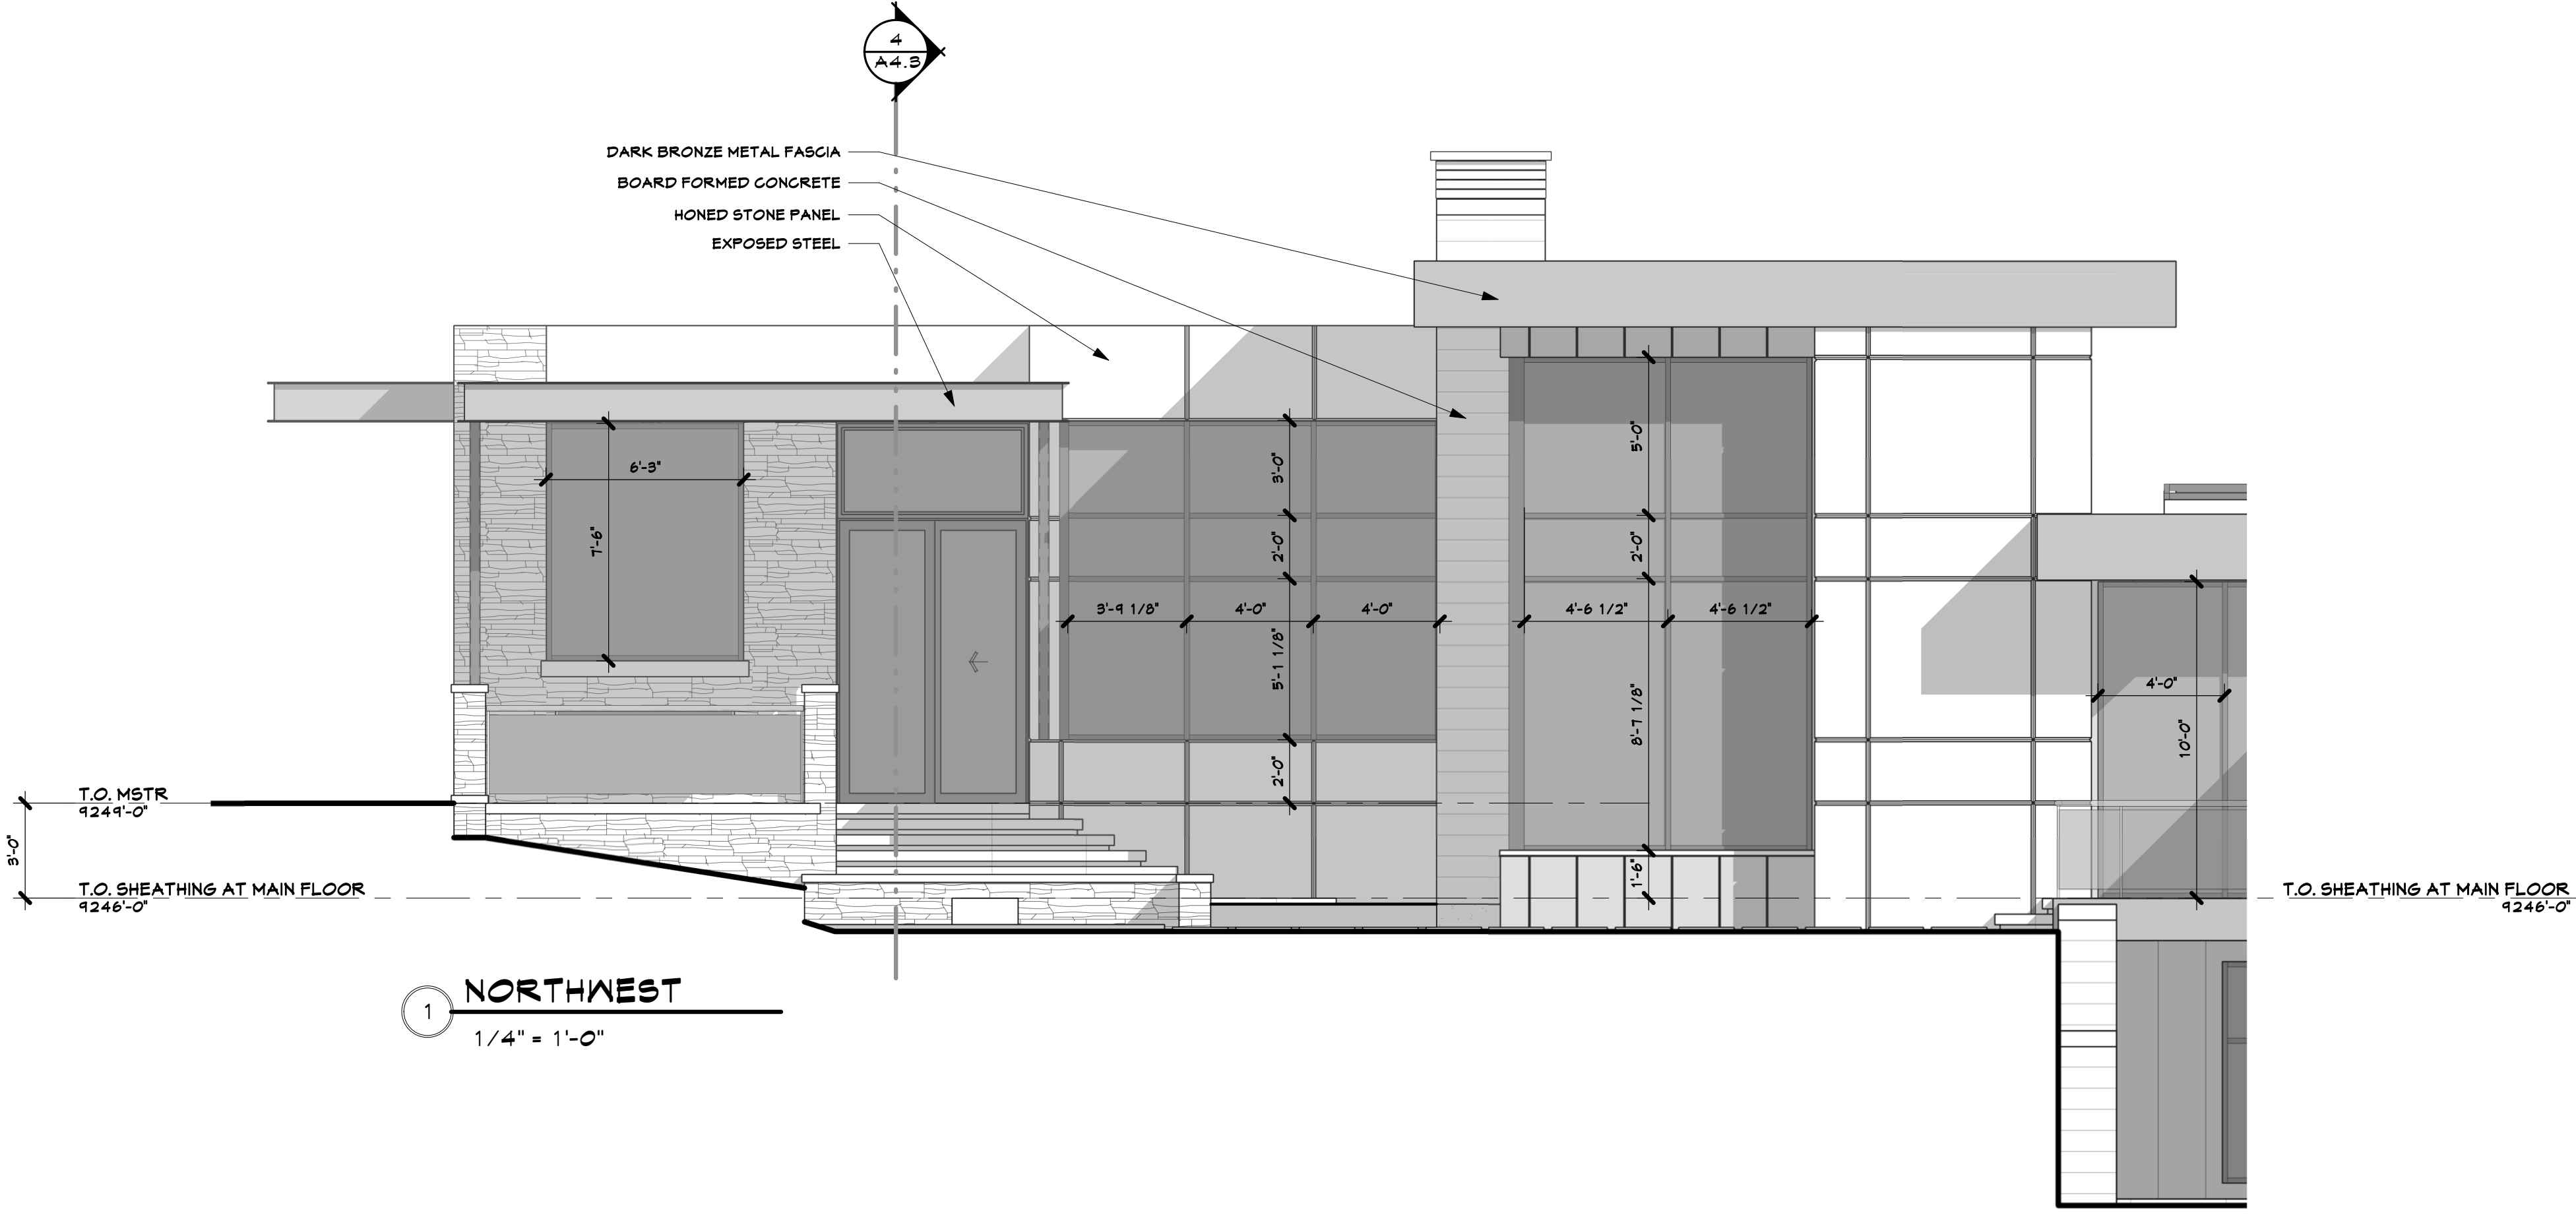 4
A4.3
DARK BRONZE METAL FASCIA
BOARD FORMED CONCRETE
HONED STONE PANEL
EXPOSED STEEL
6'-3"
7'-6"
3'-0"
2'-0"
5'-1 1/8"
2'-0"
3'-9 1/8"
4'-0"
4'-0"
5'-0"
2'-0"
8'-7 1/8"
1'-6"
4'-6 1/2"
4'-6 1/2"
4'-0"
10'-0"
T.O. MSTR
9249'-0"
3'-0"
T.O. SHEATHING AT MAIN FLOOR
9246'-0"
T.O. SHEATHING AT MAIN FLOOR
9246'-0"
1
NORTHWEST
1/4" = 1'-0"